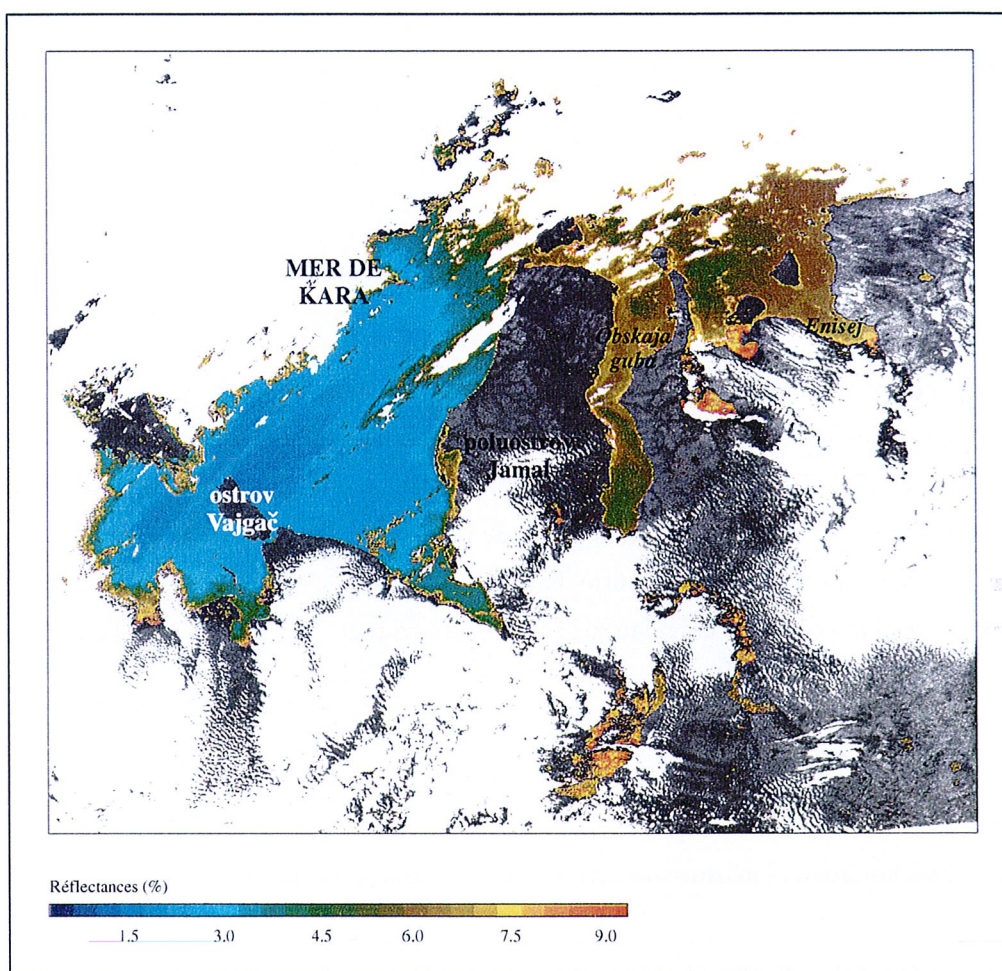 MER DE
KARA
Obskaja
guba
Enisej
poluostrov
Jamal
ostrov
Vajgač
Réflectances (%)
1.5 3.0 4.5 6.0 7.5 9.0